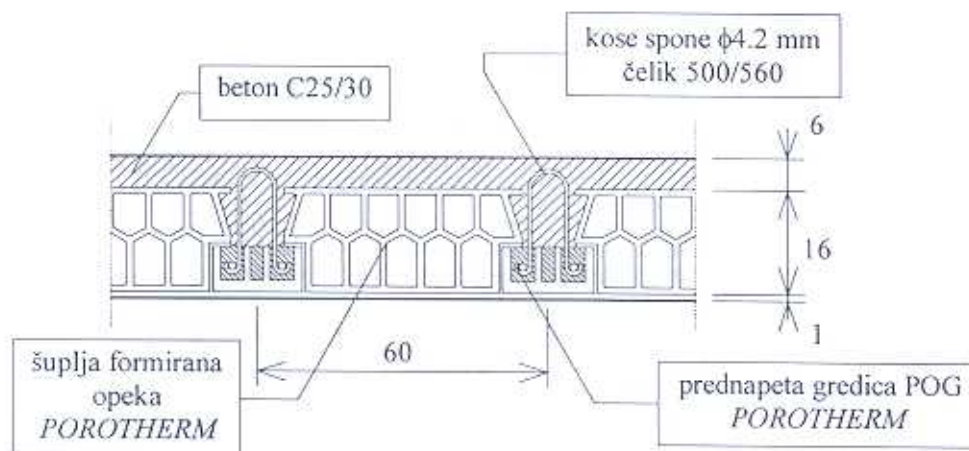 kose spone ϕ4.2 mm
čelik 500/560
beton C25/30
6
16
1
60
šuplja formirana
opeka
POROTHERM
prednapeta gredica POG
POROTHERM